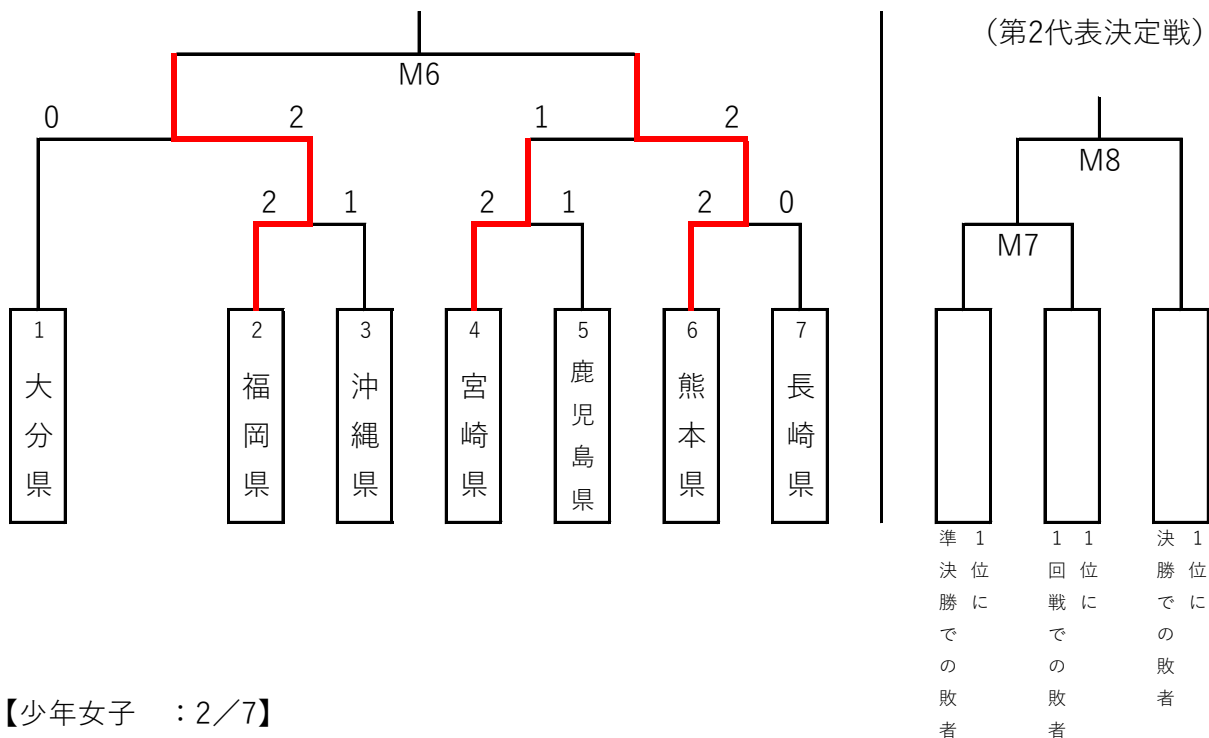 （第2代表決定戦）
M6
0
2
1
2
M8
2
1
2
1
2
0
M7
1
大分県
2
福岡県
3
沖縄県
4
宮崎県
5
鹿児島県
6
熊本県
7
長崎県
1位に
準決勝での敗者
1位に
1回戦での敗者
1位に
決勝での敗者
【少年女子　：2／7】